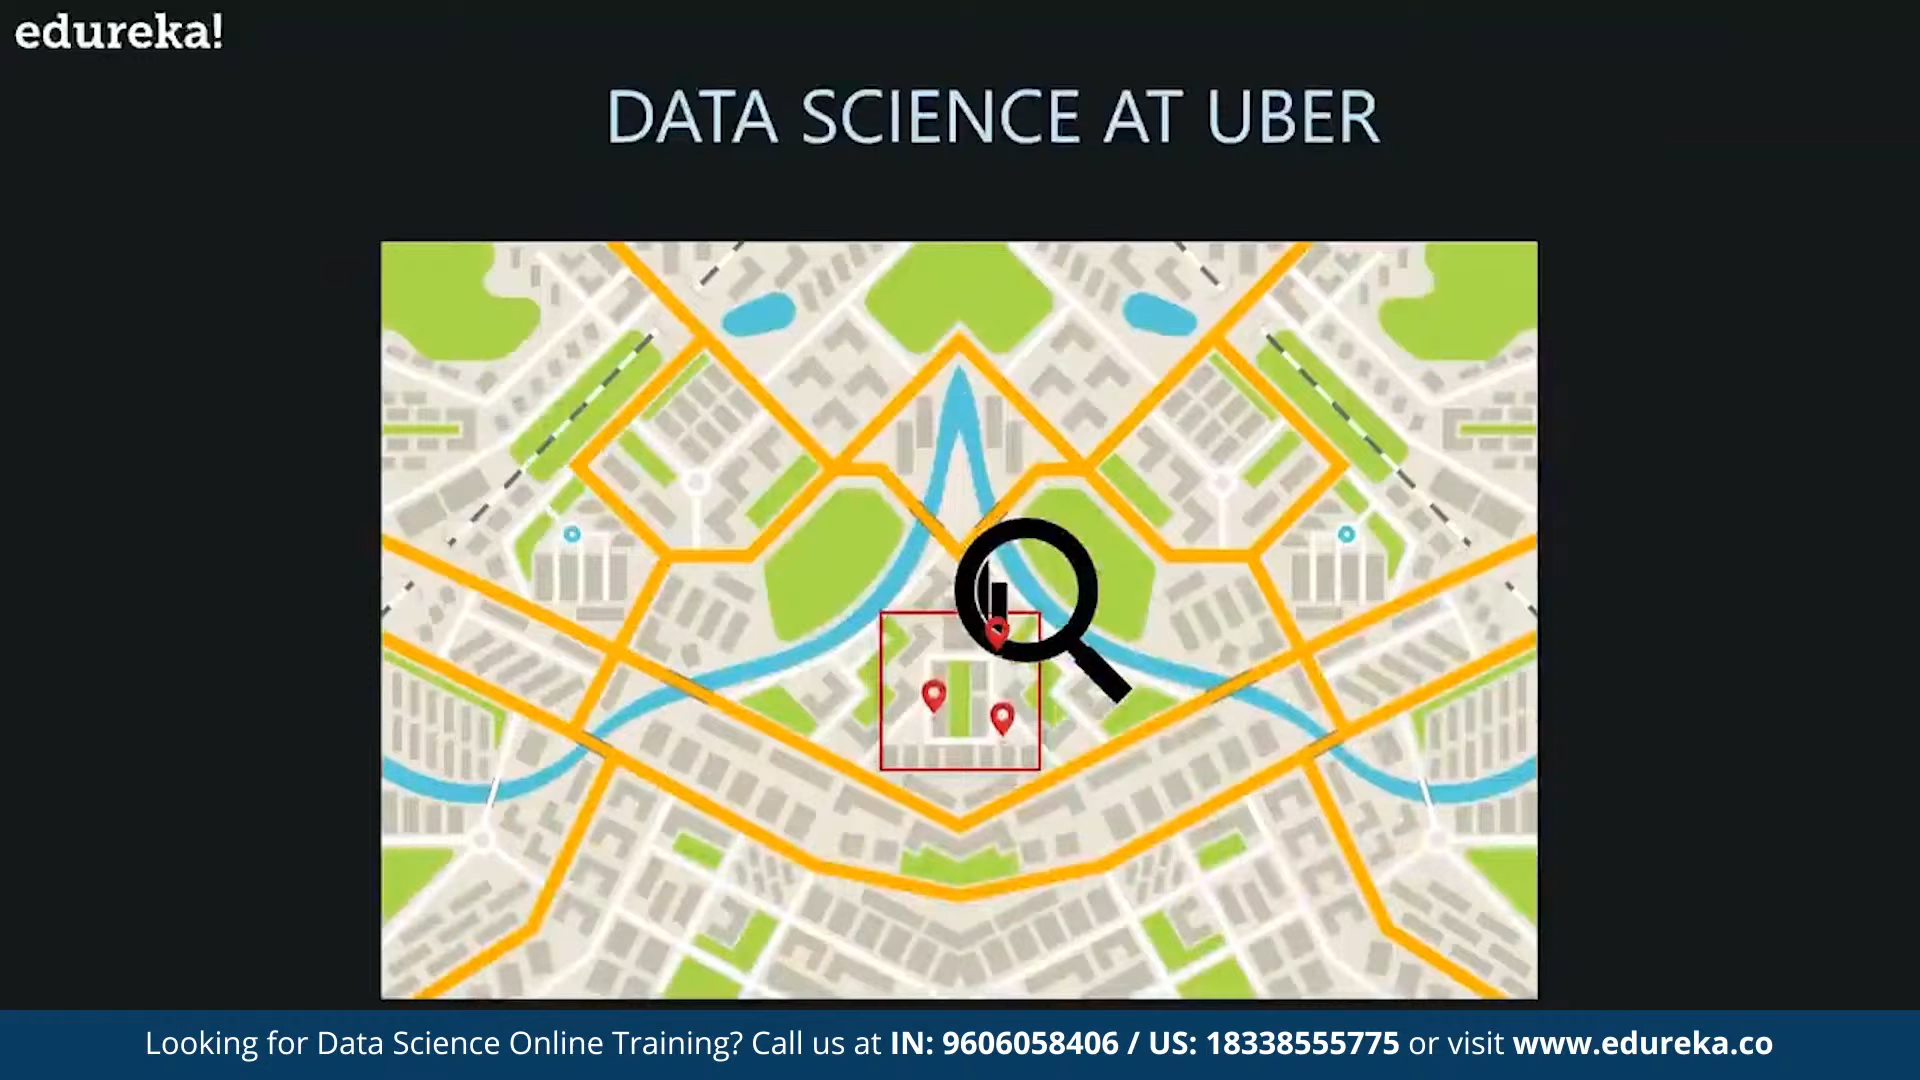 edureka!
DATA SCIENCE AT UBER
Looking for Data Science Online Training? Call us at IN: 9606058406 / US: 18338555775 or visit www.edureka.co